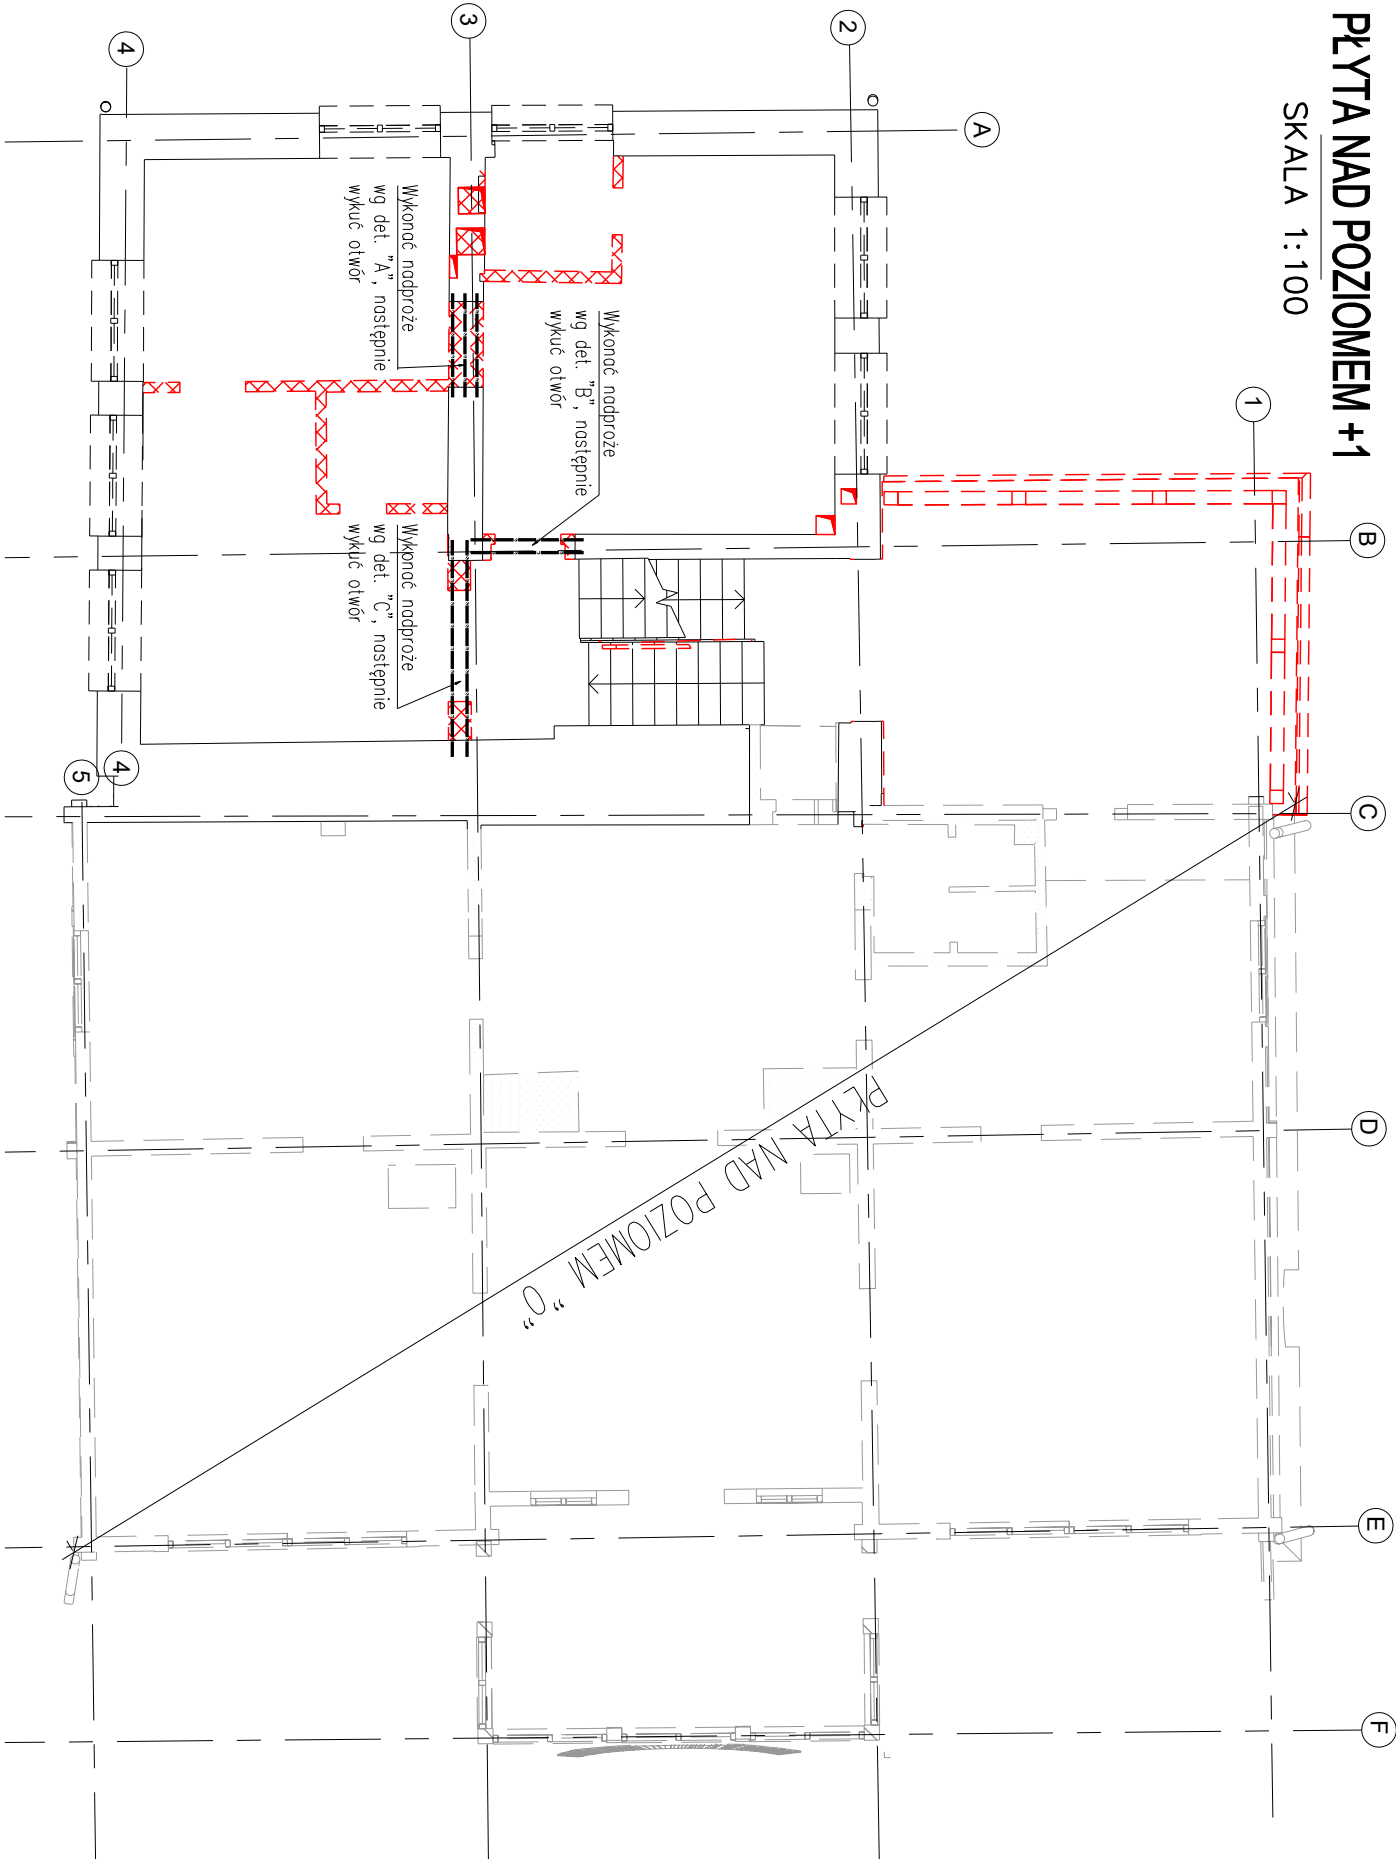 PŁYTA NAD POZIOMEM +1
SKALA 1:100
A
B
C
D
E
F
1
2
3
4
4
5
Wykonać nadproże
wg det. "A", następnie
wykuć otwór
Wykonać nadproże
wg det. "B", następnie
wykuć otwór
Wykonać nadproże
wg det. "C", następnie
wykuć otwór
PŁYTA NAD POZIOMEM "0"